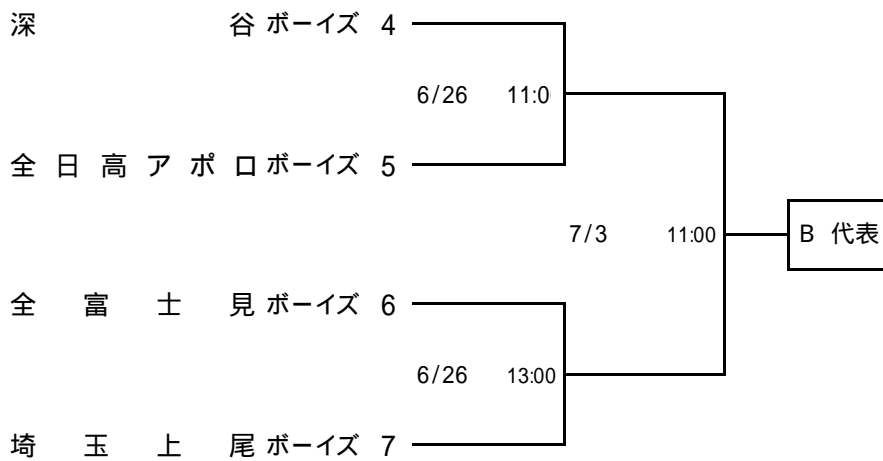 深谷ボーイズ 4
6/26 11:0
全日高アポロボーイズ 5
7/3 11:00
B 代表
全富士見ボーイズ 6
6/26 13:00
埼玉上尾ボーイズ 7